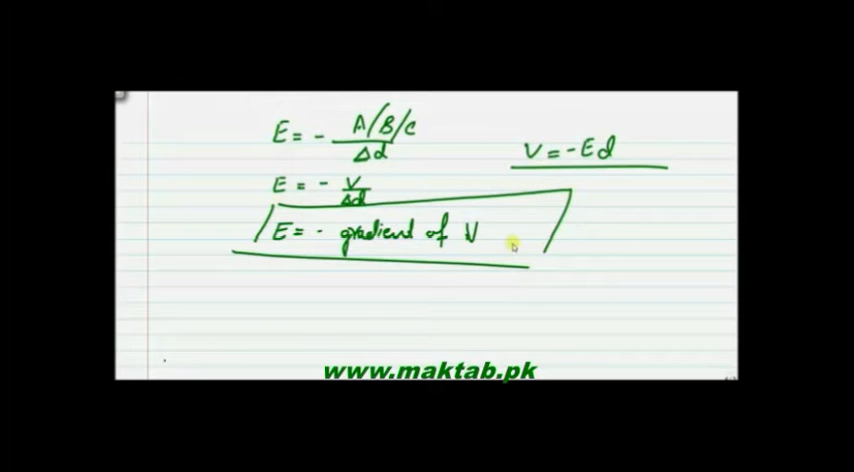 E = - A/B/C / Δd
V = -Ed
E = - V / Δd
E = - gradient of V
www.maktab.pk